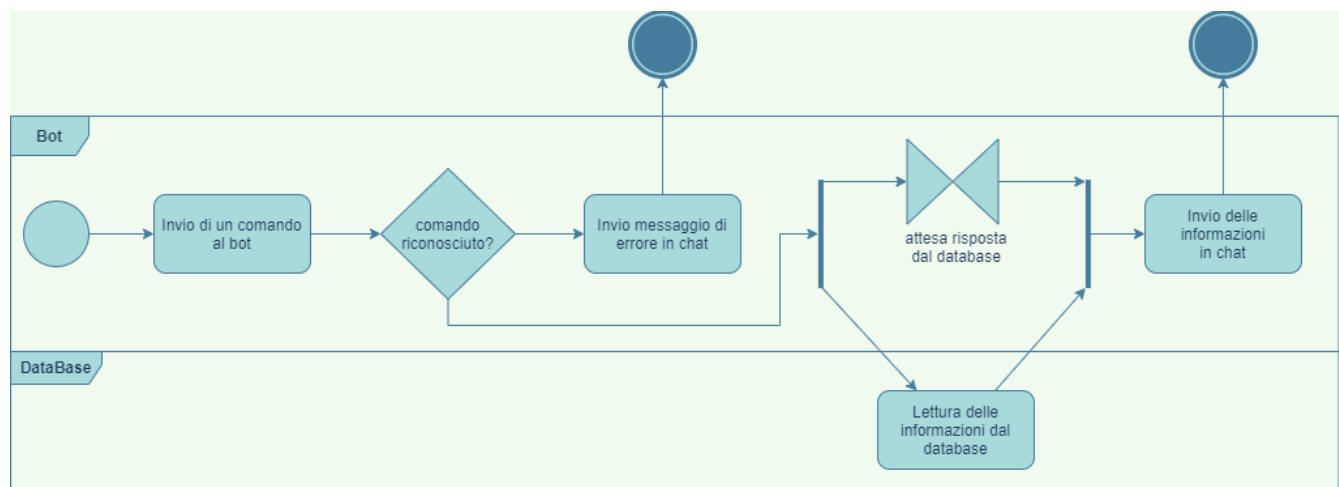 Bot
Invio di un comando
al bot
comando
riconosciuto?
Invio messaggio di
errore in chat
attesa risposta
dal database
Invio delle
informazioni
in chat
DataBase
Lettura delle
informazioni dal
database